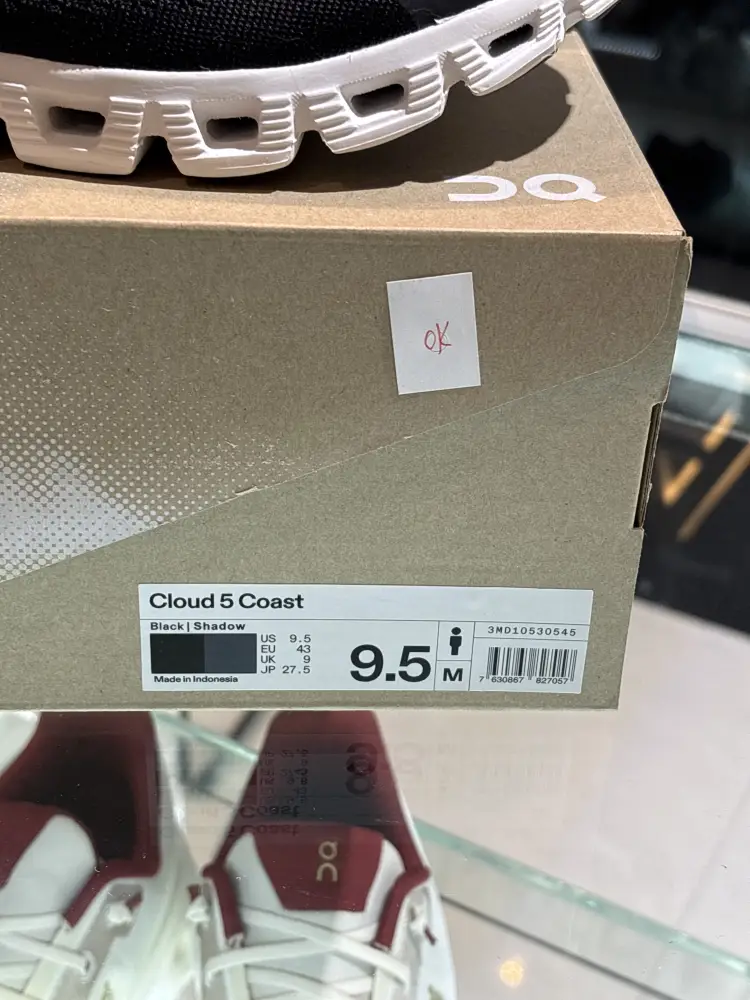 OK
Cloud 5 Coast
Black | Shadow
US 9.5
EU 43
UK 9
JP 27.5
9.5
M
3MD10530545
Made in Indonesia
7 630867 827057